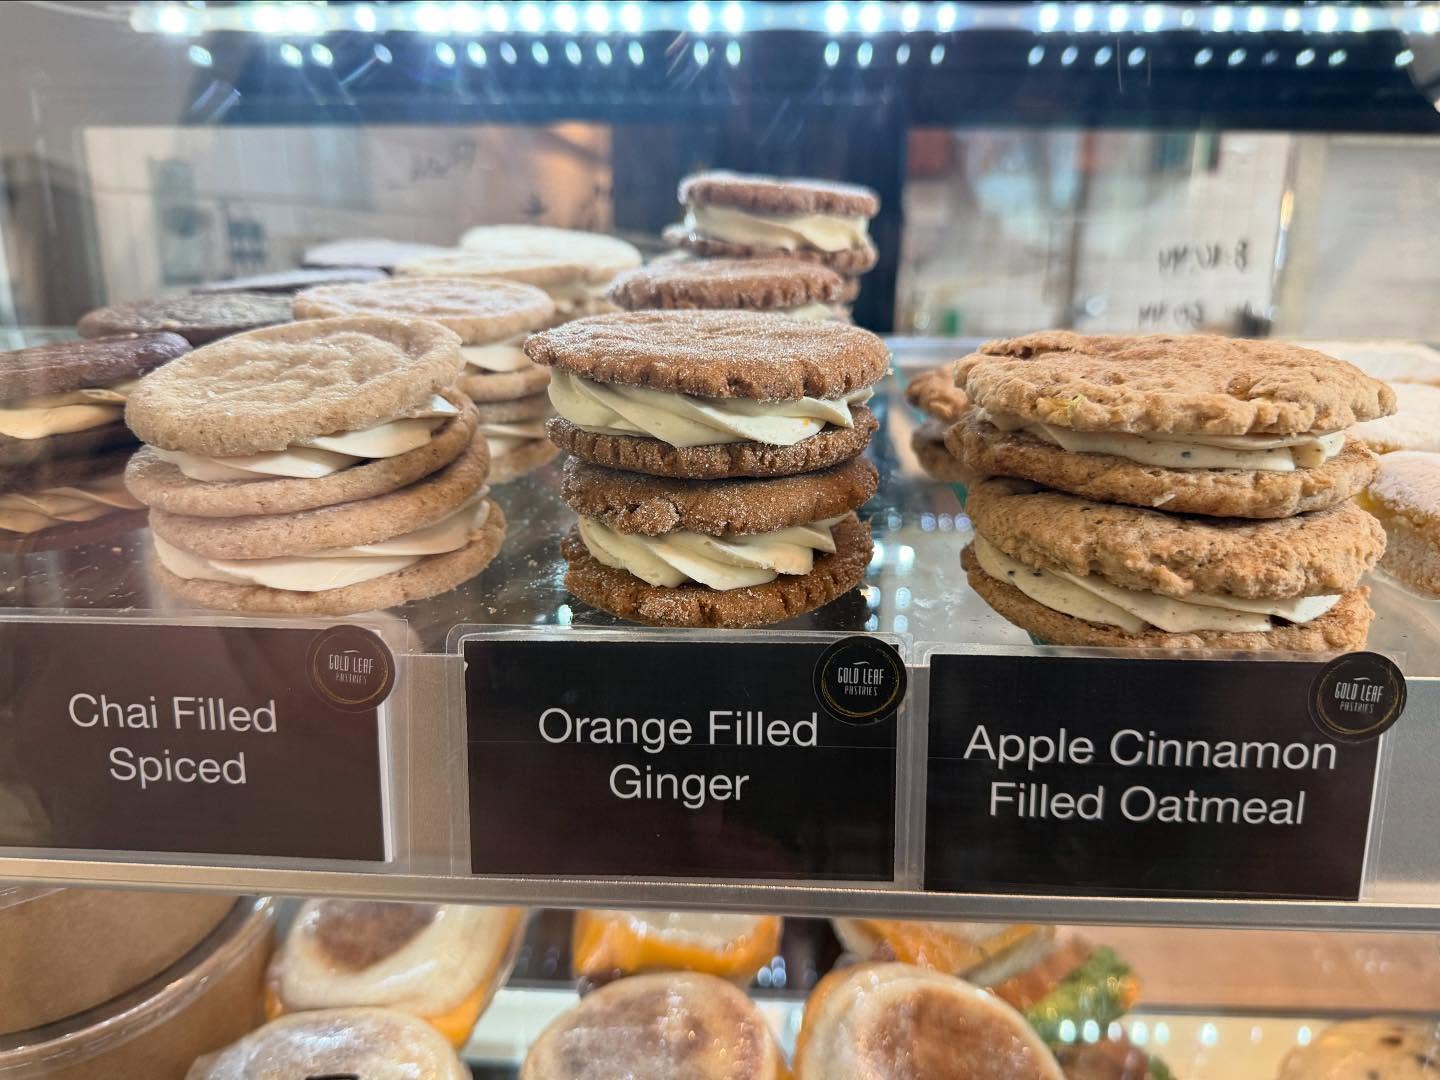 Chai Filled
Spiced
GOLD LEAF
PASTRIES
Orange Filled
Ginger
GOLD LEAF
PASTRIES
Apple Cinnamon
Filled Oatmeal
GOLD LEAF
PASTRIES